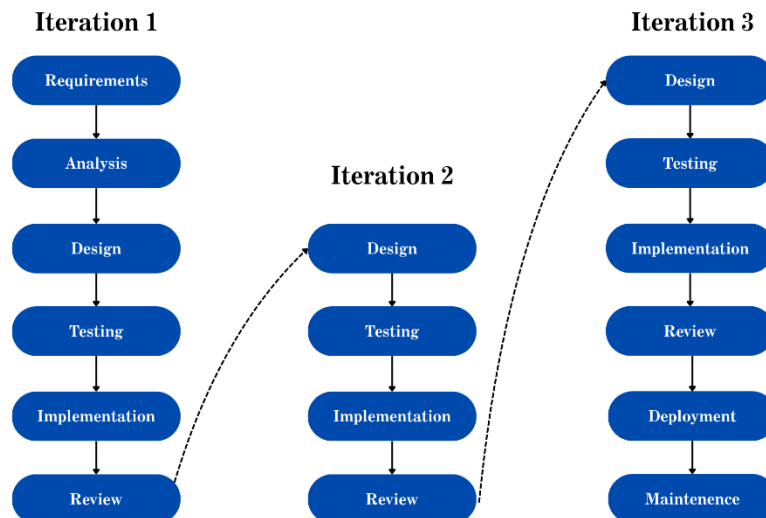 Iteration 1
Requirements
Analysis
Design
Testing
Implementation
Review
Iteration 2
Design
Testing
Implementation
Review
Iteration 3
Design
Testing
Implementation
Review
Deployment
Maintenence